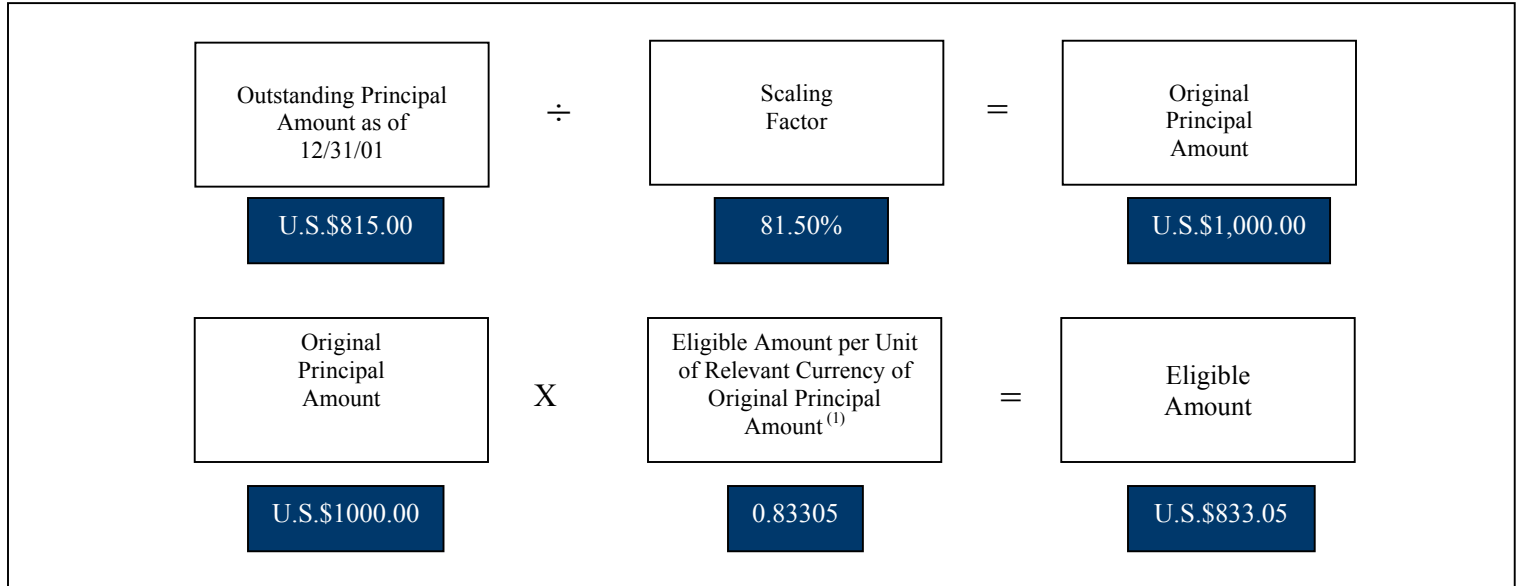 Outstanding Principal
Amount as of
12/31/01
÷
Scaling
Factor
=
Original
Principal
Amount
U.S.$815.00
81.50%
U.S.$1,000.00
Original
Principal
Amount
X
Eligible Amount per Unit
of Relevant Currency of
Original Principal
Amount (1)
=
Eligible
Amount
U.S.$1000.00
0.83305
U.S.$833.05